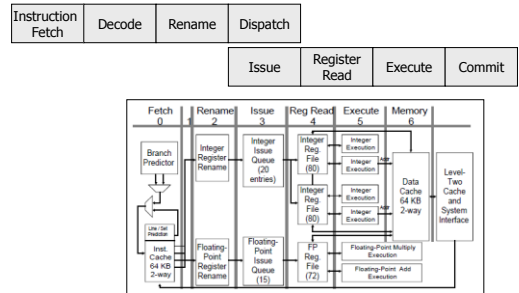 Instruction
Fetch
Decode
Rename
Dispatch
Issue
Register
Read
Execute
Commit
Fetch
0
1
Rename
2
Issue
3
Reg Read
4
Execute
5
Memory
6
Branch
Predictor
Line / Set
Prediction
Inst.
Cache
64 KB
2-way
Integer
Register
Rename
Floating-
Point
Register
Rename
Integer
Issue
Queue
(20
entries)
Floating-
Point
Issue
Queue
(15)
Integer
Reg.
File
(80)
Integer
Reg.
File
(80)
FP
Reg.
File
(72)
Integer
Execution
Integer
Execution
Integer
Execution
Integer
Execution
Addr
Addr
Floating-Point Multiply
Execution
Floating-Point Add
Execution
Data
Cache
64 KB
2-way
Level-
Two
Cache
and
System
Interface